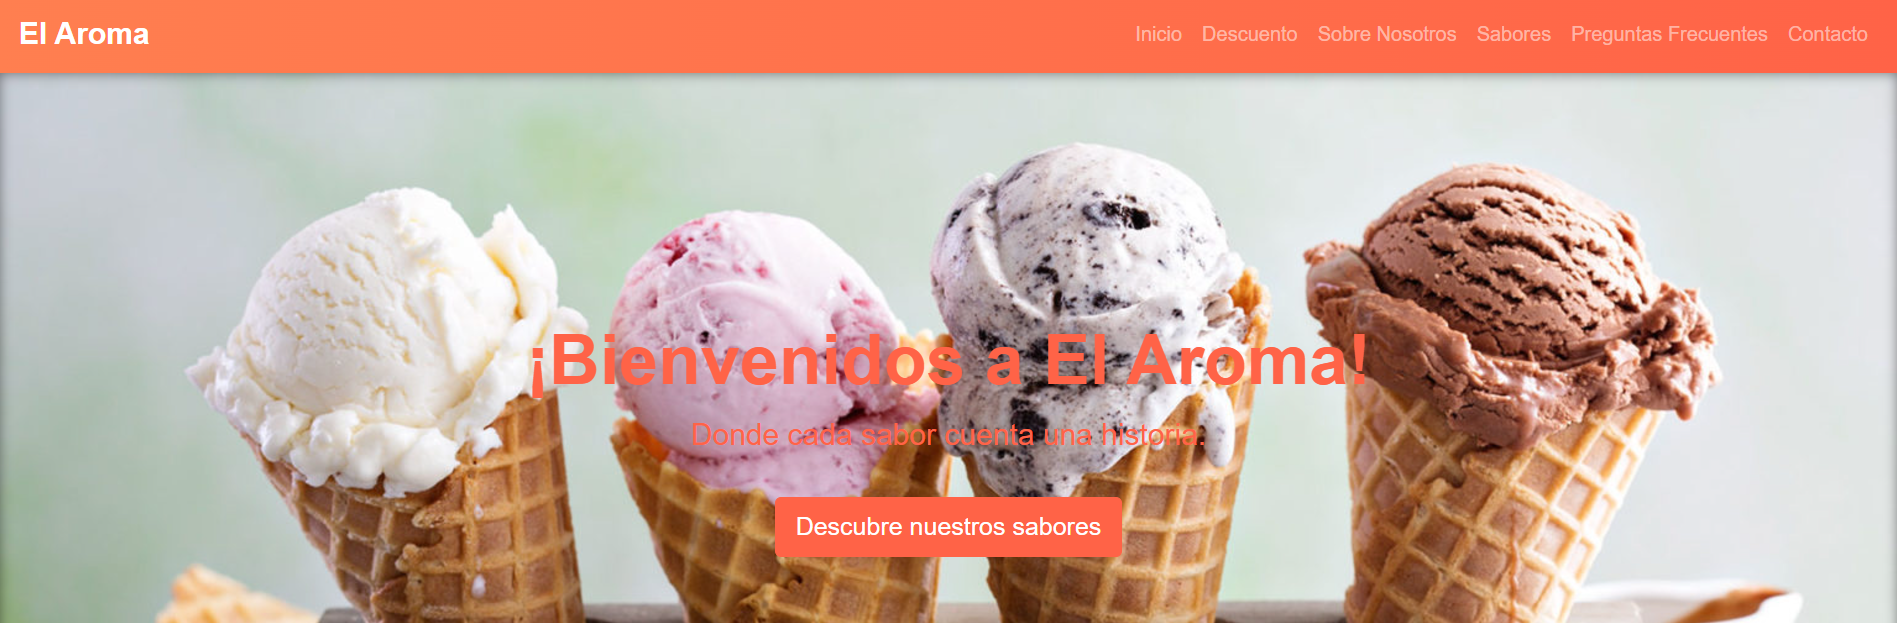 El Aroma
Inicio Descuento Sobre Nosotros Sabores Preguntas Frecuentes Contacto
¡Bienvenidos a El Aroma!
Donde cada sabor cuenta una historia.
Descubre nuestros sabores